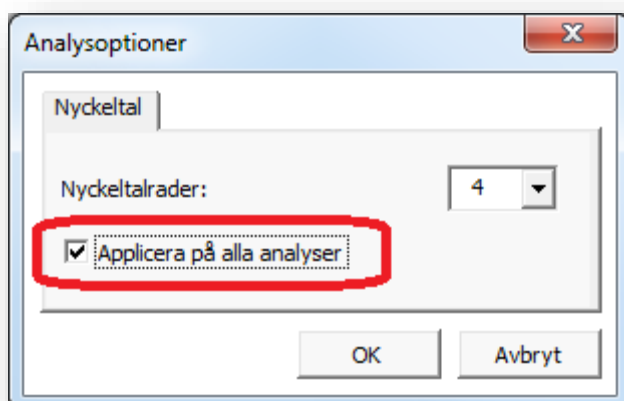 Analysoptioner
Nyckeltal
Nyckeltalrader: 4
Applicera på alla analyser
OK Avbryt